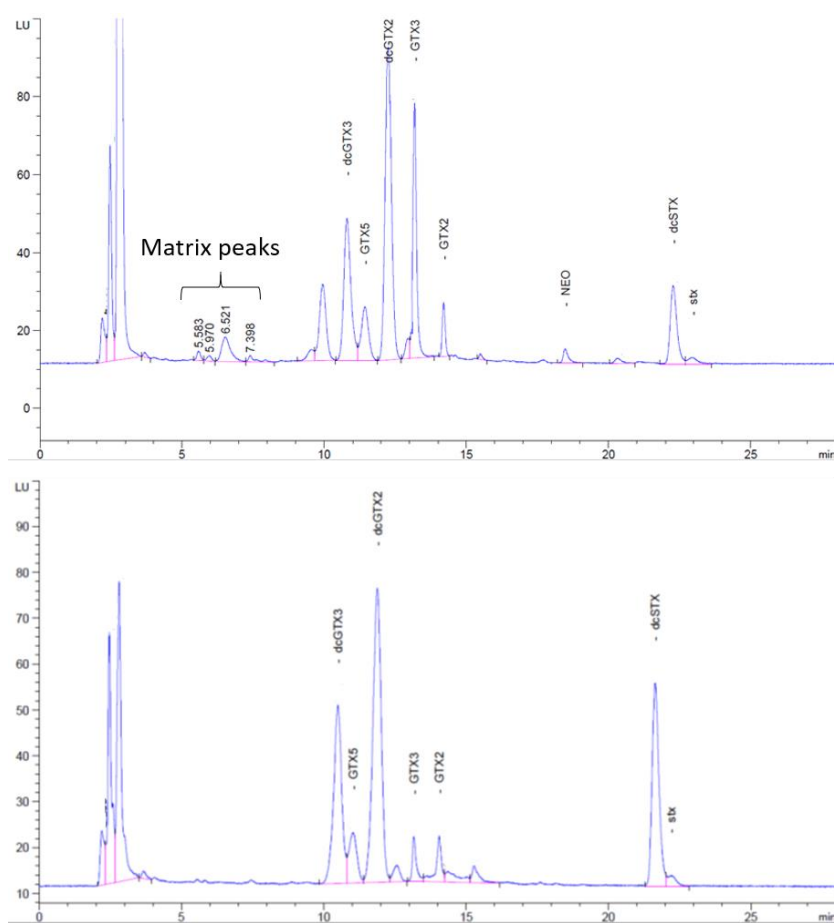 LU
80
60
40
20
0
Matrix peaks
5.583
5.970
6.521
7.398
- dcGTX3
- GTX5
dcGTX2
- GTX3
- GTX2
- NEO
- dcSTX
- stx
0 5 10 15 20 min
LU
90
80
70
60
50
40
30
20
10
- dcGTX3
- GTX5
- dcGTX2
- GTX3
- GTX2
- dcSTX
- stx
0 5 10 15 20 min